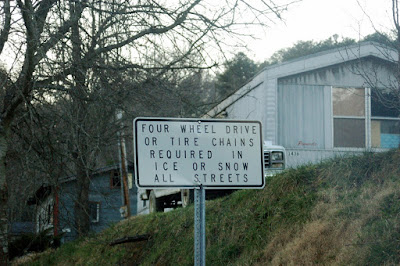 FOUR WHEEL DRIVE
OR TIRE CHAINS
REQUIRED IN
ICE OR SNOW
ALL STREETS